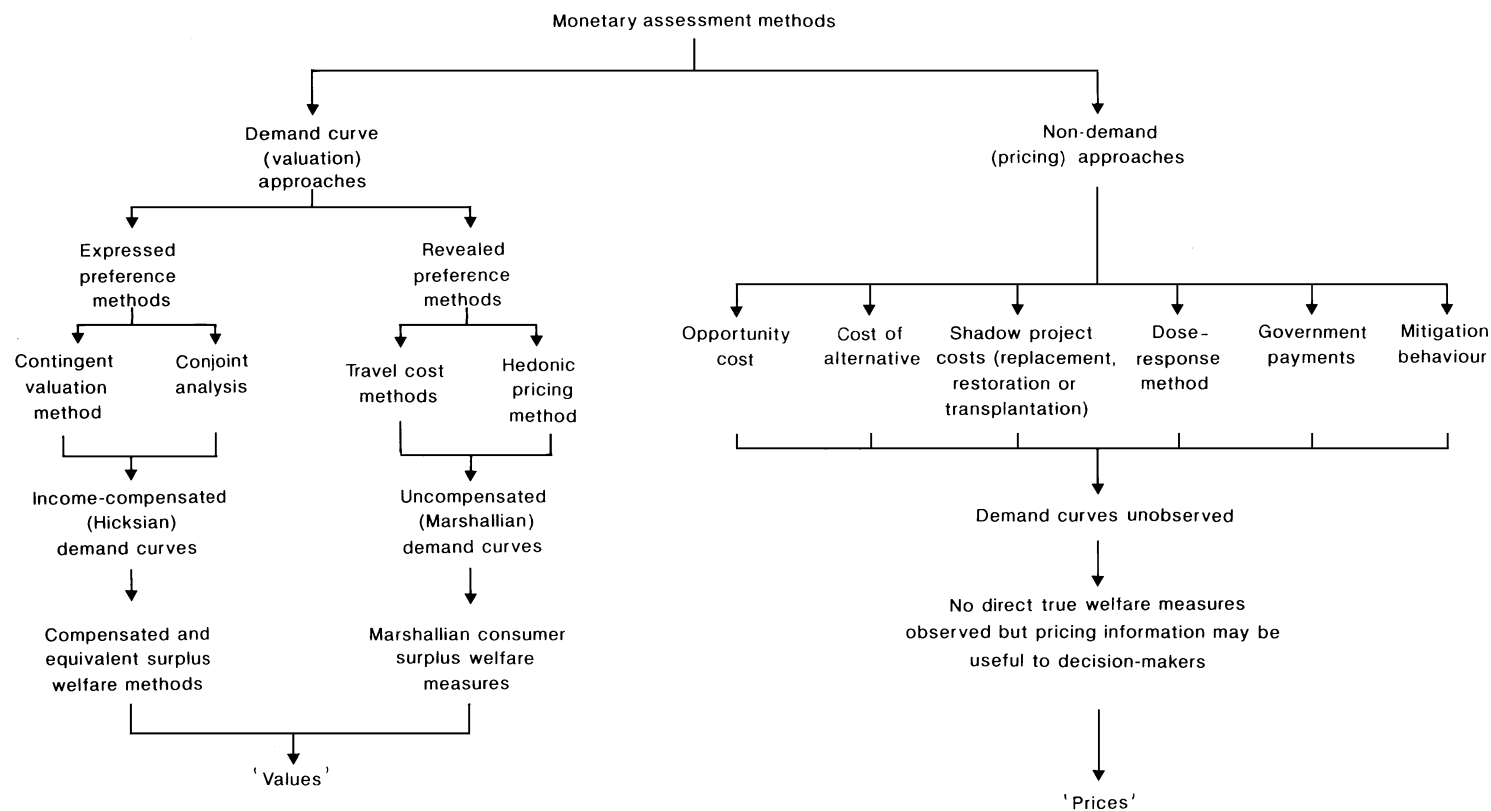 Monetary assessment methods
Demand curve
(valuation)
approaches
Non-demand
(pricing) approaches
Expressed
preference
methods
Revealed
preference
methods
Contingent
valuation
method
Conjoint
analysis
Travel cost
methods
Hedonic
pricing
method
Opportunity
cost
Cost of
alternative
Shadow project
costs (replacement,
restoration or
transplantation)
Dose-
response
method
Government
payments
Mitigation
behaviour
Income-compensated
(Hicksian)
demand curves
Uncompensated
(Marshallian)
demand curves
Demand curves unobserved
Compensated and
equivalent surplus
welfare methods
Marshallian consumer
surplus welfare
measures
No direct true welfare measures
observed but pricing information may be
useful to decision-makers
‘Values’
‘Prices’